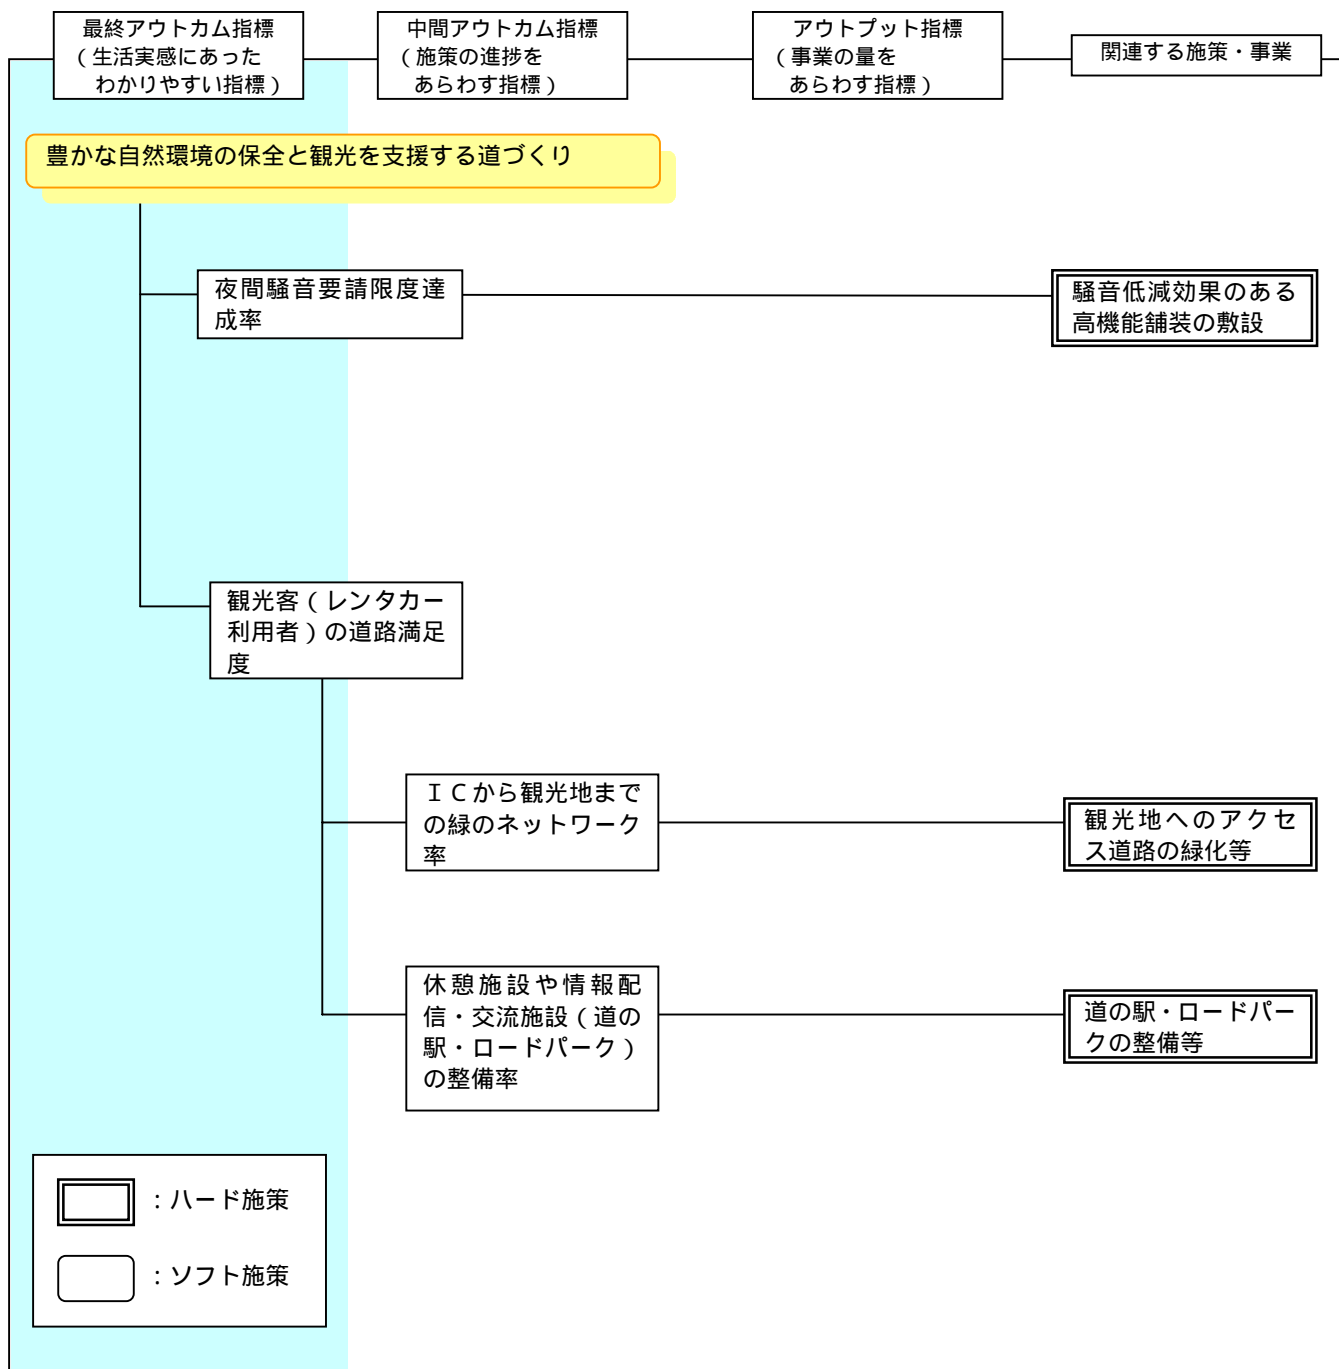 最終アウトカム指標
（生活実感にあった
わかりやすい指標）
中間アウトカム指標
（施策の進捗を
あらわす指標）
アウトプット指標
（事業の量を
あらわす指標）
関連する施策・事業
豊かな自然環境の保全と観光を支援する道づくり
夜間騒音要請限度達
成率
騒音低減効果のある
高機能舗装の敷設
観光客（レンタカー
利用者）の道路満足
度
ＩＣから観光地まで
の緑のネットワーク
率
観光地へのアクセ
ス道路の緑化等
休憩施設や情報配
信・交流施設（道の
駅・ロードパーク）
の整備率
道の駅・ロードパー
クの整備等
：ハード施策
：ソフト施策